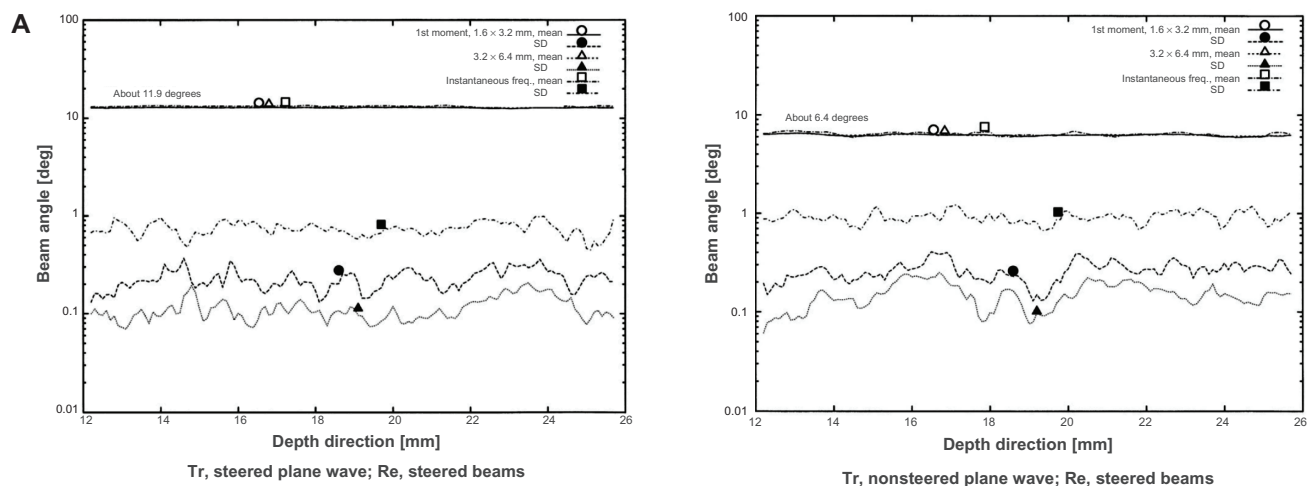 A
100
10
1
0.1
0.01
Beam angle [deg]
1st moment, 1.6 × 3.2 mm, mean
SD
3.2 × 6.4 mm, mean
SD
Instantaneous freq., mean
SD
About 11.9 degrees
12 14 16 18 20 22 24 26
Depth direction [mm]
Tr, steered plane wave; Re, steered beams
100
10
1
0.1
0.01
Beam angle [deg]
1st moment, 1.6 × 3.2 mm, mean
SD
3.2 × 6.4 mm, mean
SD
Instantaneous freq., mean
SD
About 6.4 degrees
12 14 16 18 20 22 24 26
Depth direction [mm]
Tr, nonsteered plane wave; Re, steered beams